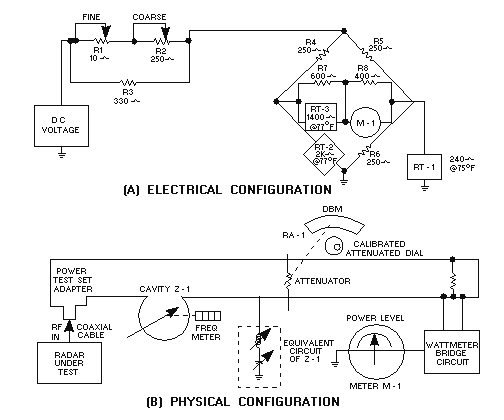 FINE
COARSE
R1
10 ~
R2
250~
R3
330 ~
DC
VOLTAGE
R4
250~
R5
250~
R7
600~
R8
400~
RT-3
1400~
@77°F
M-1
RT-2
2K~
@77°F
R6
250~
RT-1
240~
@75°F
(A) ELECTRICAL CONFIGURATION
DBM
RA-1
CALIBRATED
ATTENUATED DIAL
POWER
TEST SET
ADAPTER
CAVITY Z-1
ATTENUATOR
RF
IN
COAXIAL
CABLE
FREQ
METER
RADAR
UNDER
TEST
EQUIVALENT
CIRCUIT
OF Z-1
POWER LEVEL
METER M-1
WATTMETER
BRIDGE
CIRCUIT
(B) PHYSICAL CONFIGURATION